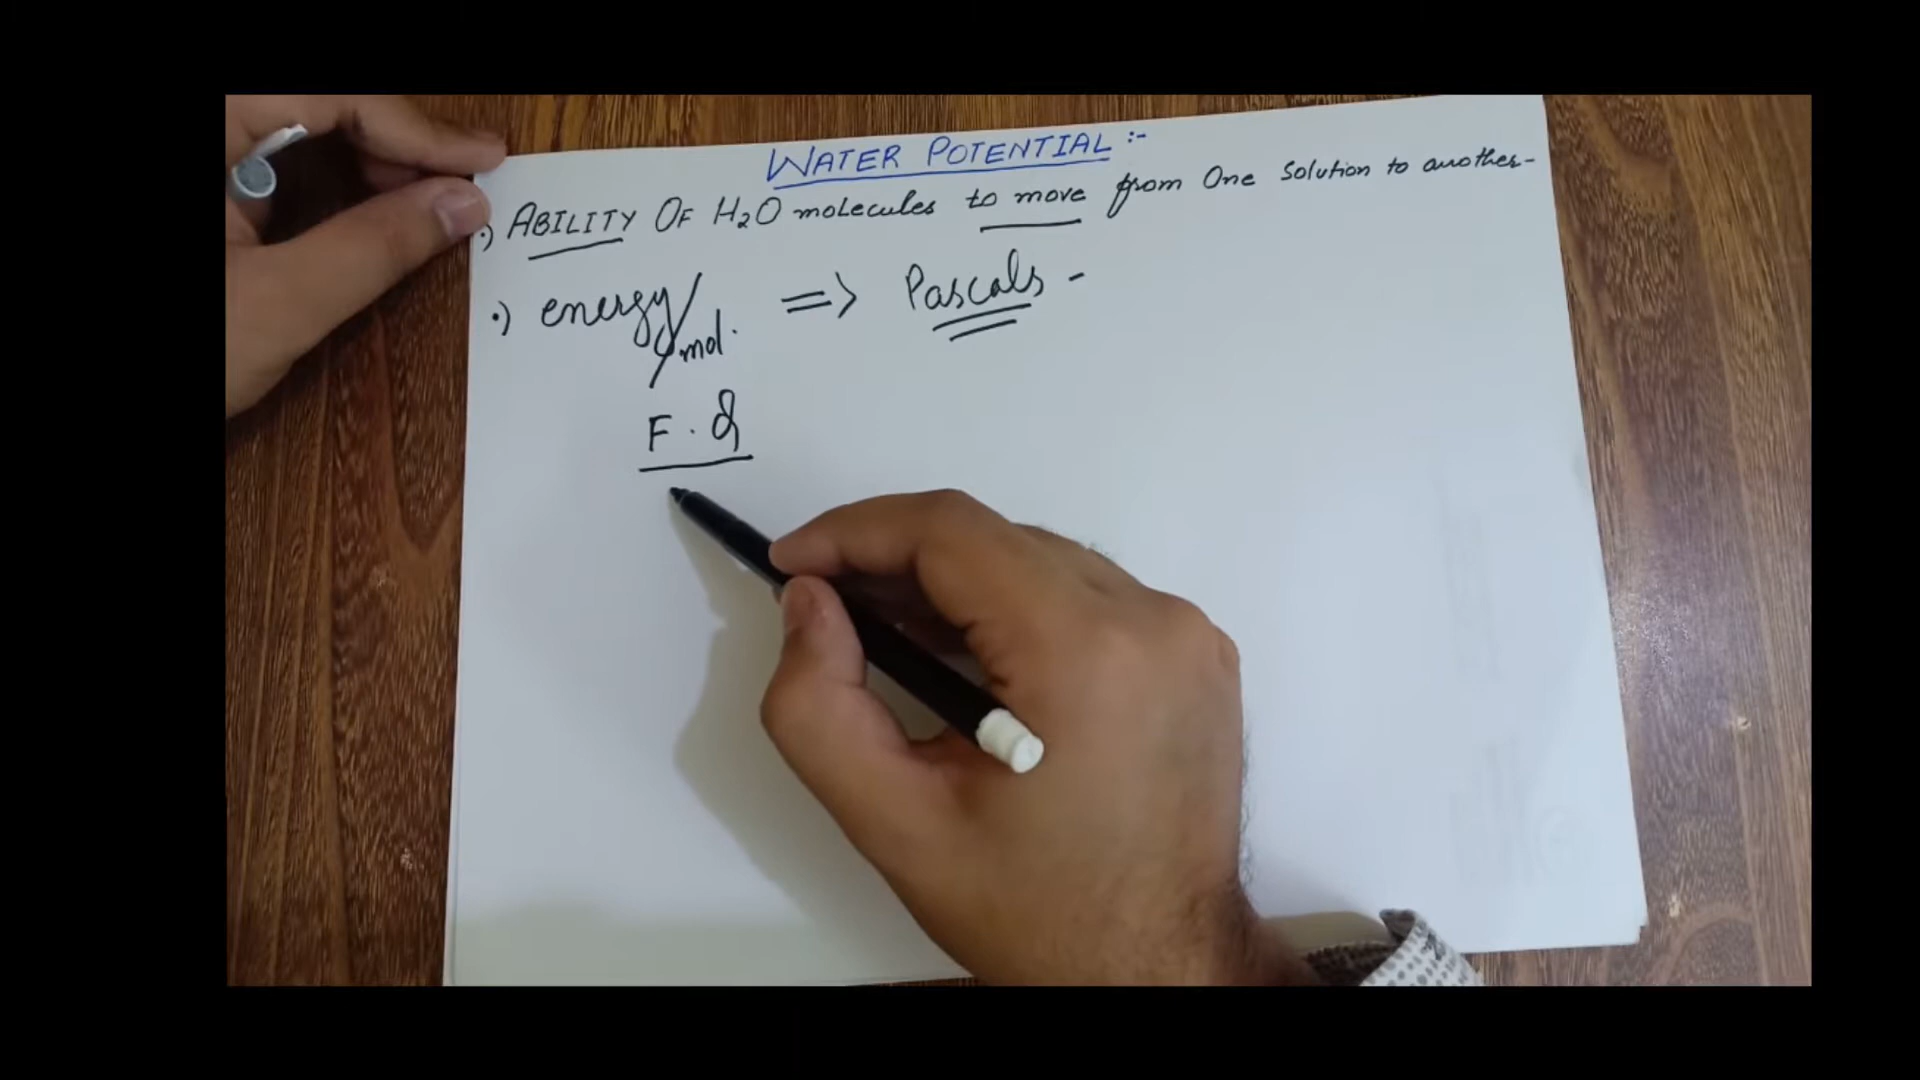 WATER POTENTIAL :-
.) ABILITY OF H₂O molecules to move from One Solution to another-
.) energy/mol. => Pascals -
F . d